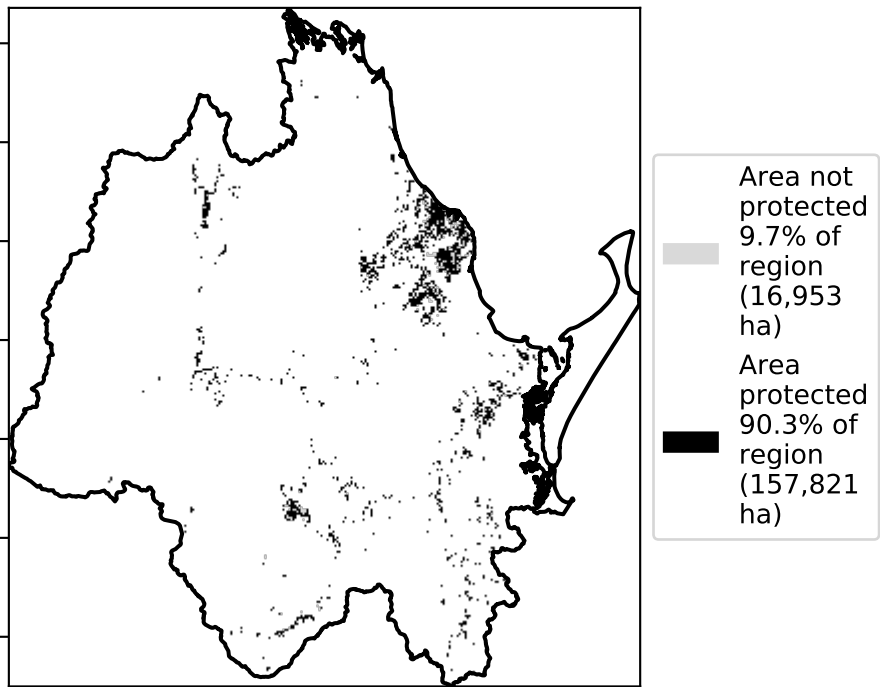 Area not
protected
9.7% of
region
(16,953
ha)
Area
protected
90.3% of
region
(157,821
ha)